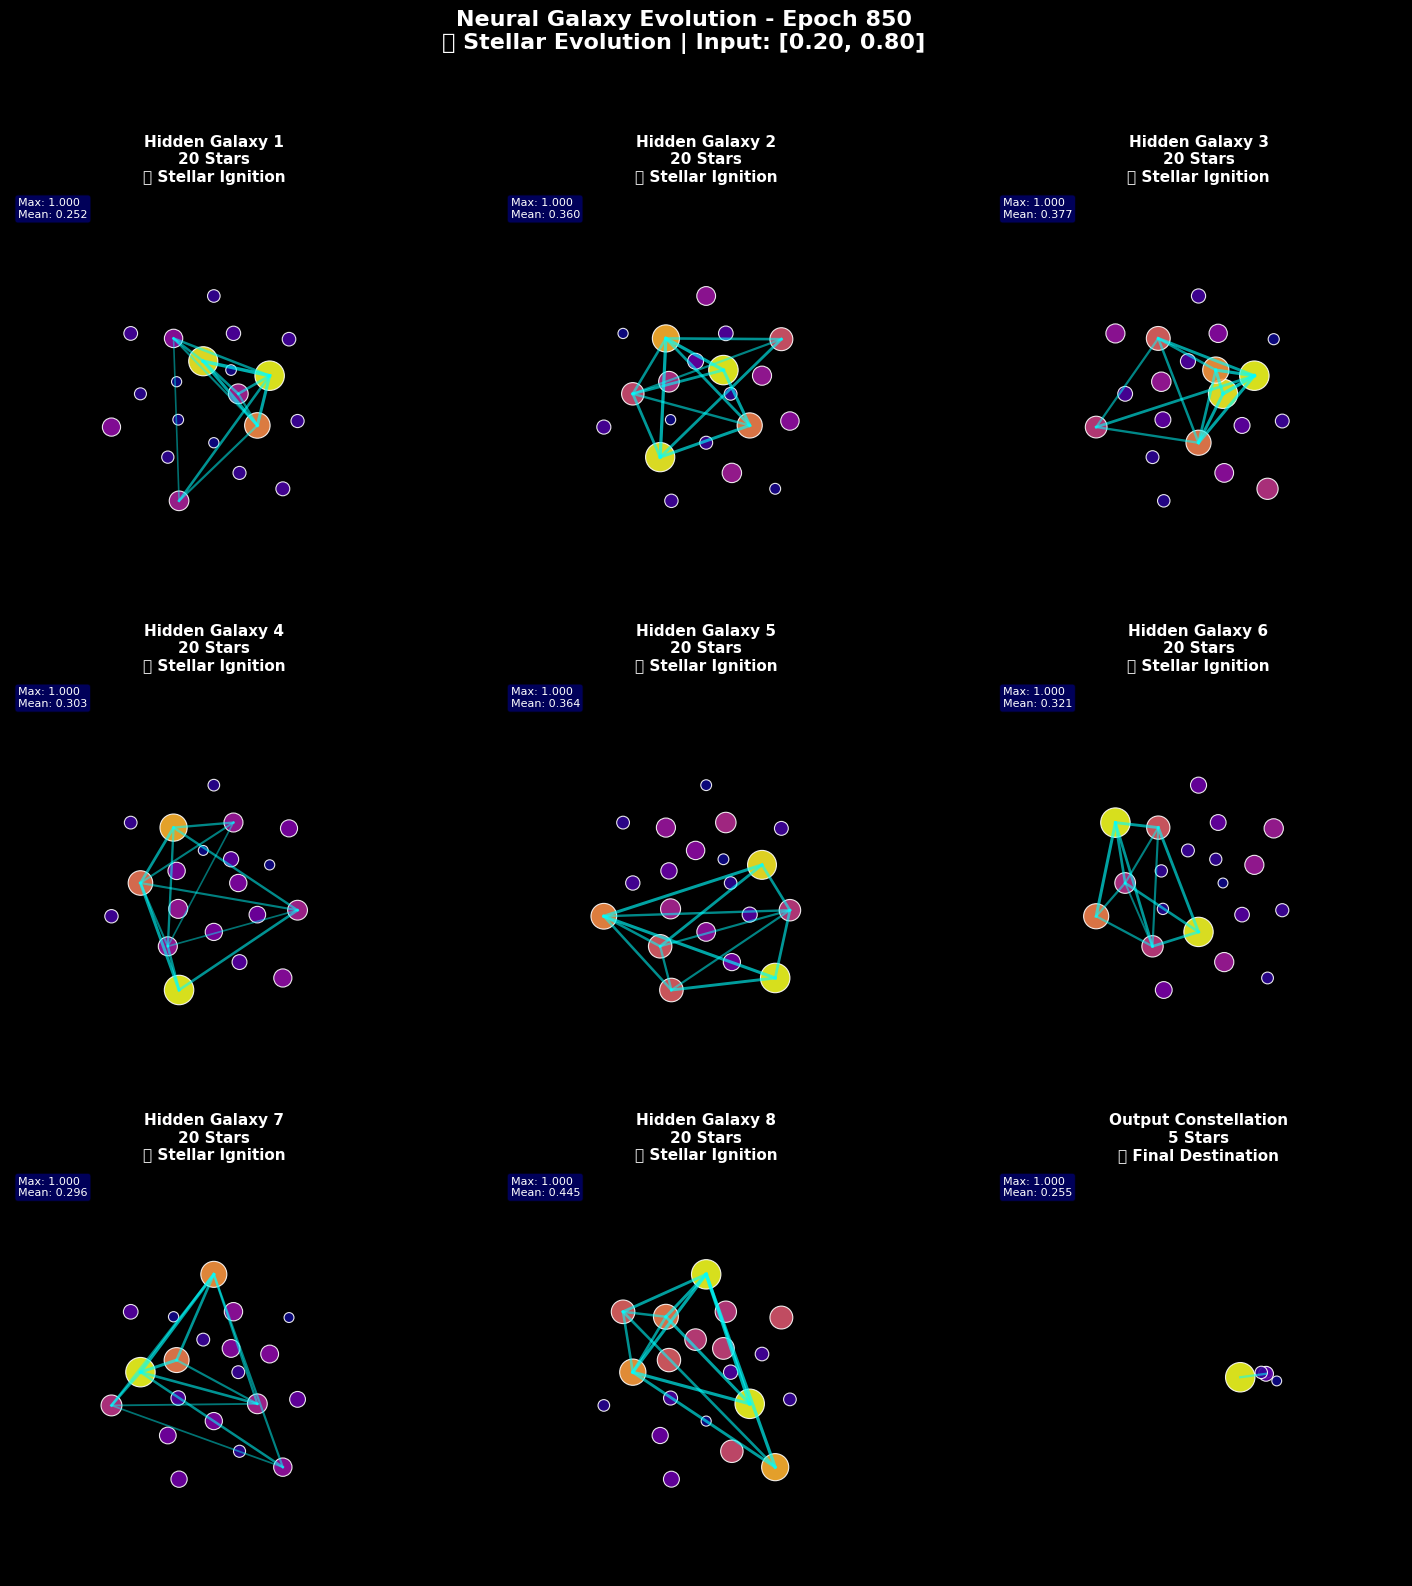 Neural Galaxy Evolution - Epoch 850
▯ Stellar Evolution | Input: [0.20, 0.80]
Hidden Galaxy 1
20 Stars
▯ Stellar Ignition
Max: 1.000
Mean: 0.252
Hidden Galaxy 2
20 Stars
▯ Stellar Ignition
Max: 1.000
Mean: 0.360
Hidden Galaxy 3
20 Stars
▯ Stellar Ignition
Max: 1.000
Mean: 0.377
Hidden Galaxy 4
20 Stars
▯ Stellar Ignition
Max: 1.000
Mean: 0.303
Hidden Galaxy 5
20 Stars
▯ Stellar Ignition
Max: 1.000
Mean: 0.364
Hidden Galaxy 6
20 Stars
▯ Stellar Ignition
Max: 1.000
Mean: 0.321
Hidden Galaxy 7
20 Stars
▯ Stellar Ignition
Max: 1.000
Mean: 0.296
Hidden Galaxy 8
20 Stars
▯ Stellar Ignition
Max: 1.000
Mean: 0.445
Output Constellation
5 Stars
▯ Final Destination
Max: 1.000
Mean: 0.255